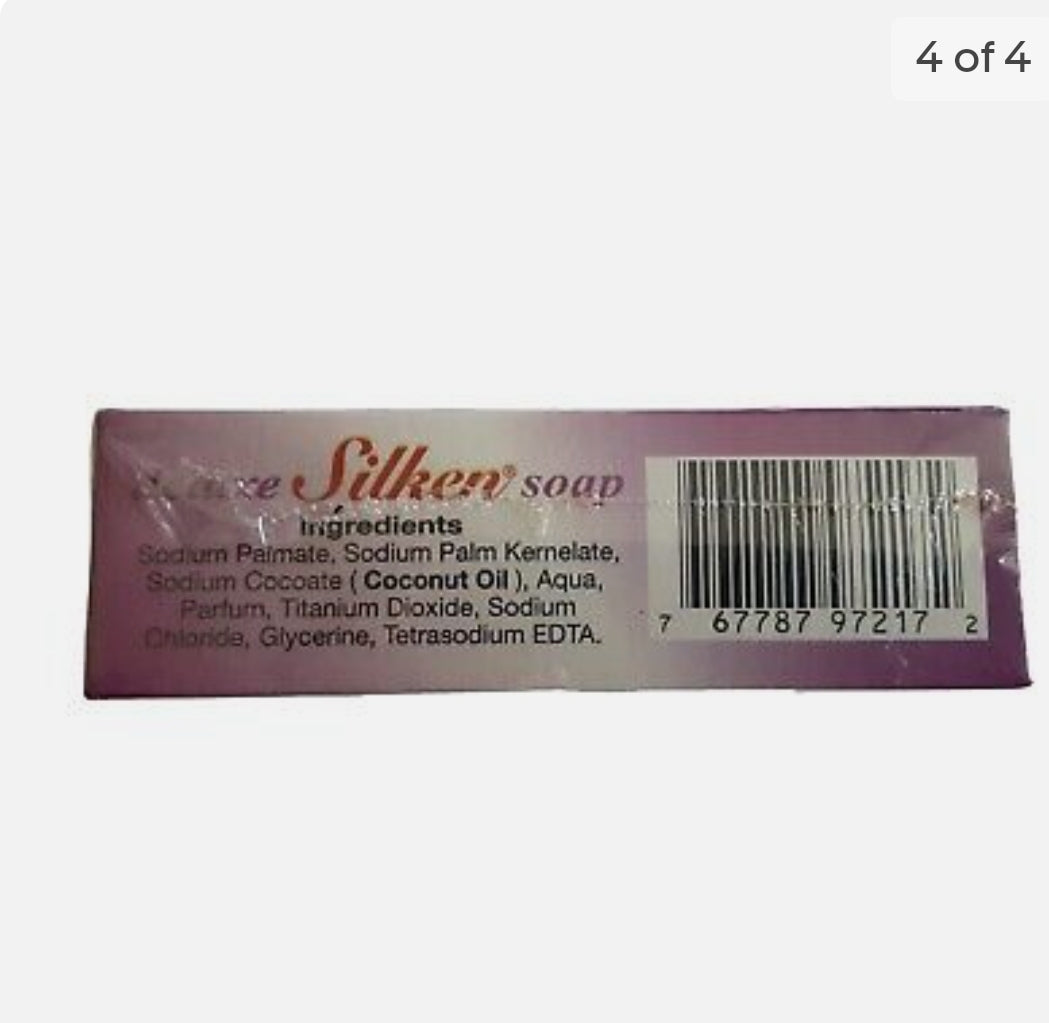 4 of 4
Silken® soap
Ingredients
Sodium Palmate, Sodium Palm Kernelate,
Sodium Cocoate ( Coconut Oil ), Aqua,
Parfum, Titanium Dioxide, Sodium
Chloride, Glycerine, Tetrasodium EDTA.
7 67787 97217 2